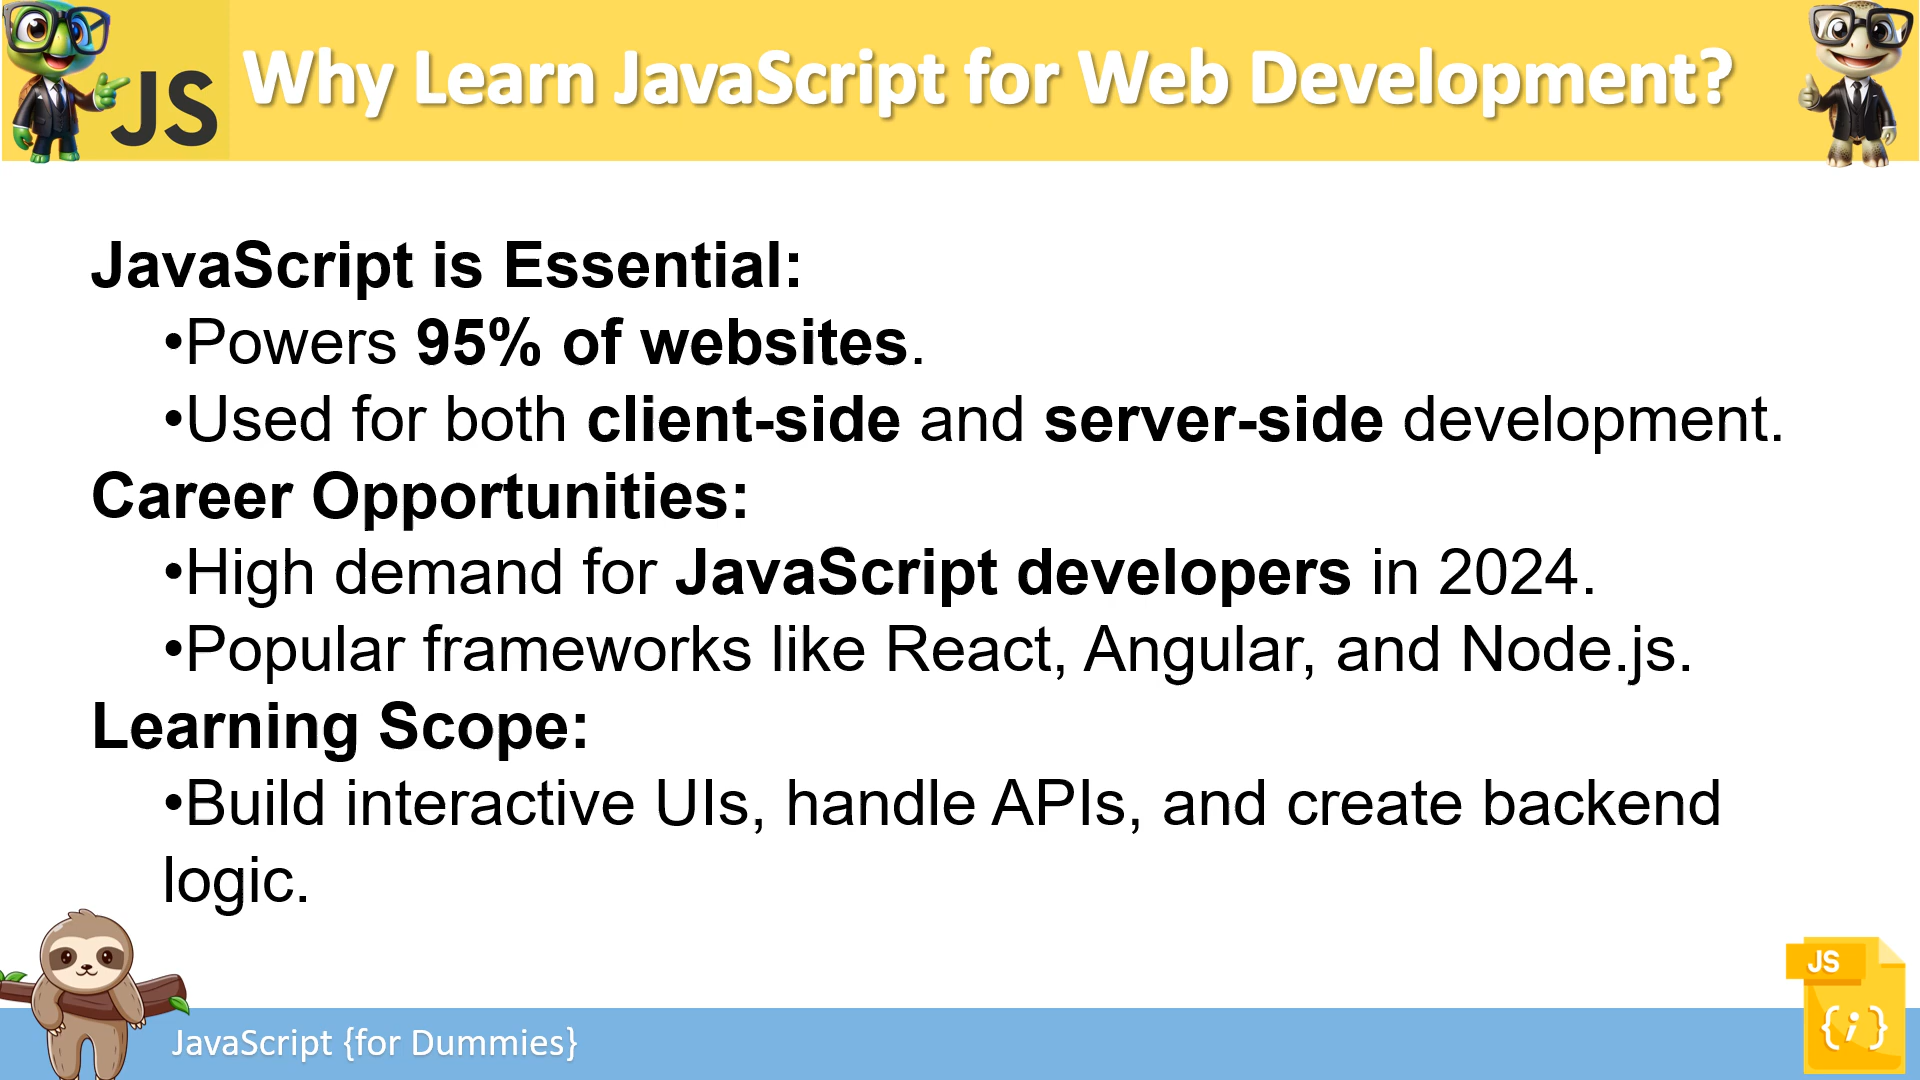 JS
Why Learn JavaScript for Web Development?
JavaScript is Essential:
•Powers 95% of websites.
•Used for both client-side and server-side development.
Career Opportunities:
•High demand for JavaScript developers in 2024.
•Popular frameworks like React, Angular, and Node.js.
Learning Scope:
•Build interactive UIs, handle APIs, and create backend
logic.
JS
{;}
JavaScript {for Dummies}